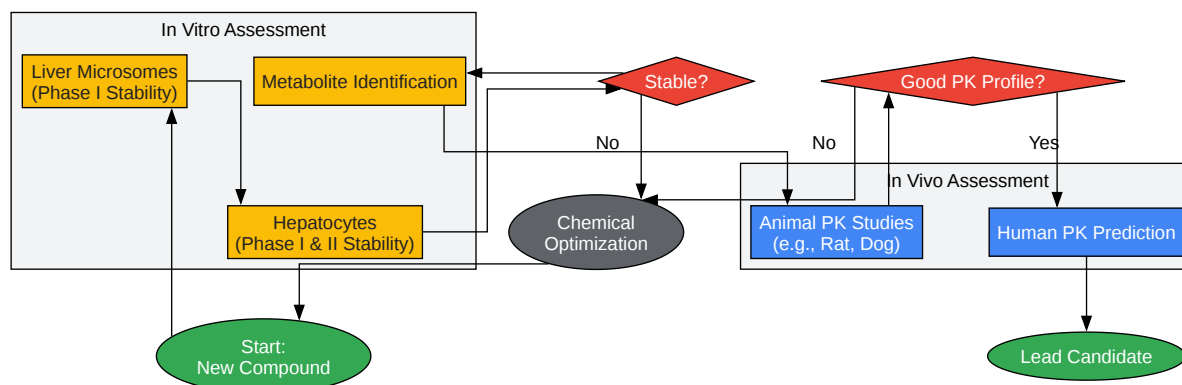 In Vitro Assessment
Liver Microsomes
(Phase I Stability)
Metabolite Identification
Stable?
Good PK Profile?
No
No
Yes
In Vivo Assessment
Hepatocytes
(Phase I & II Stability)
Chemical
Optimization
Animal PK Studies
(e.g., Rat, Dog)
Human PK Prediction
Start:
New Compound
Lead Candidate